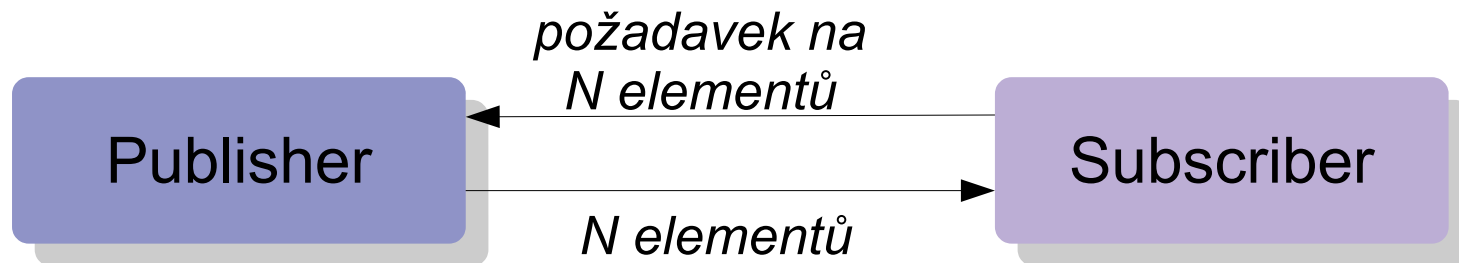 požadavek na
N elementů
Publisher
Subscriber
N elementů